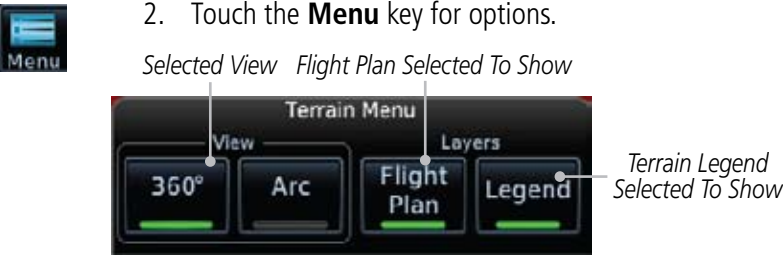 2. Touch the Menu key for options.
Menu
Selected View Flight Plan Selected To Show
Terrain Menu
View Layers
360° Arc Flight Plan Legend
Terrain Legend
Selected To Show